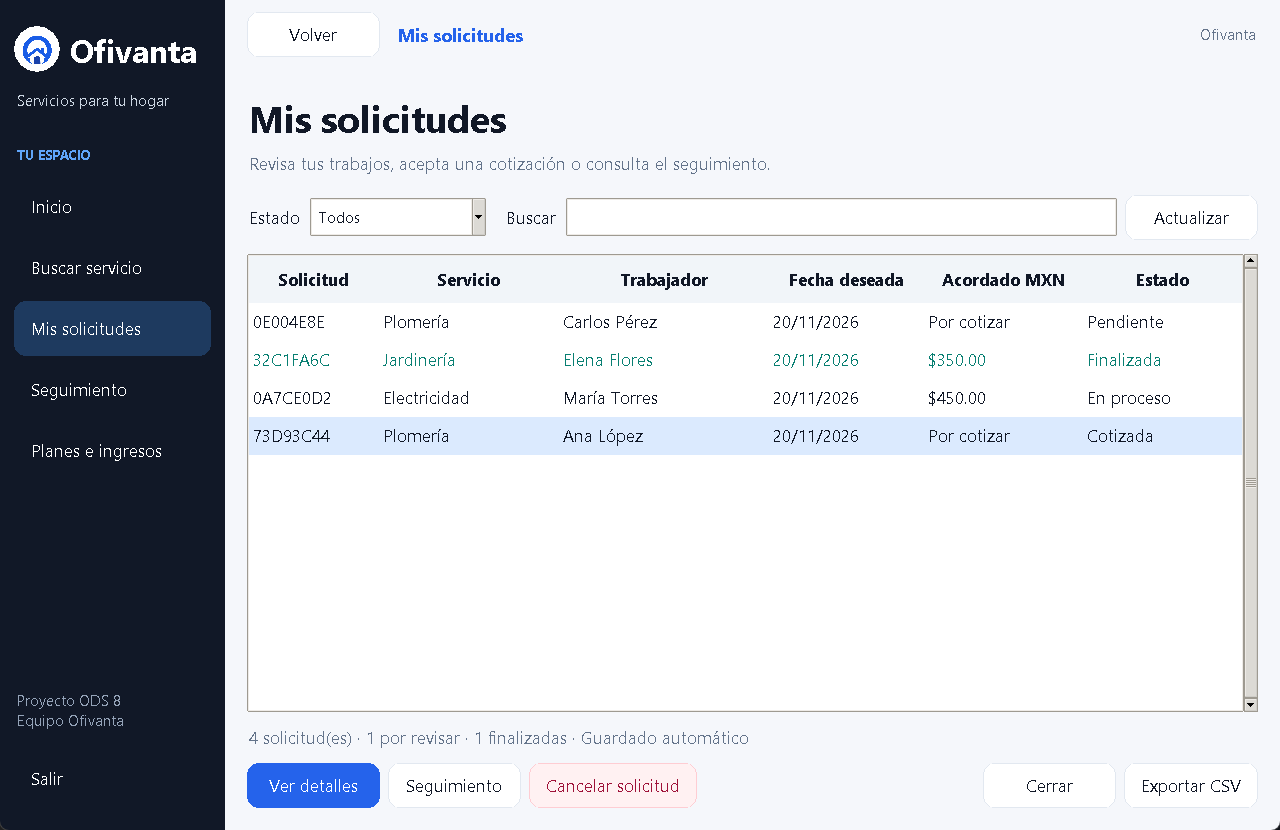 Ofivanta
Servicios para tu hogar
TU ESPACIO
Inicio
Buscar servicio
Mis solicitudes
Seguimiento
Planes e ingresos
Proyecto ODS 8
Equipo Ofivanta
Salir
Volver Mis solicitudes Ofivanta
Mis solicitudes
Revisa tus trabajos, acepta una cotización o consulta el seguimiento.
Estado Todos Buscar Actualizar
Solicitud Servicio Trabajador Fecha deseada Acordado MXN Estado
0E004E8E Plomería Carlos Pérez 20/11/2026 Por cotizar Pendiente
32C1FA6C Jardinería Elena Flores 20/11/2026 $350.00 Finalizada
0A7CE0D2 Electricidad María Torres 20/11/2026 $450.00 En proceso
73D93C44 Plomería Ana López 20/11/2026 Por cotizar Cotizada
4 solicitud(es) · 1 por revisar · 1 finalizadas · Guardado automático
Ver detalles Seguimiento Cancelar solicitud Cerrar Exportar CSV